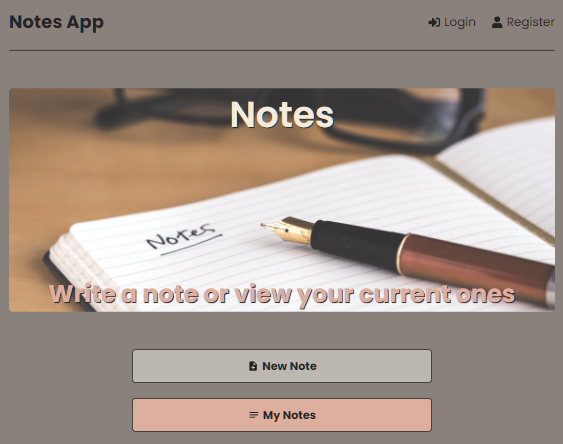 Notes App
Login
Register
Notes
Notes
Write a note or view your current ones
New Note
My Notes